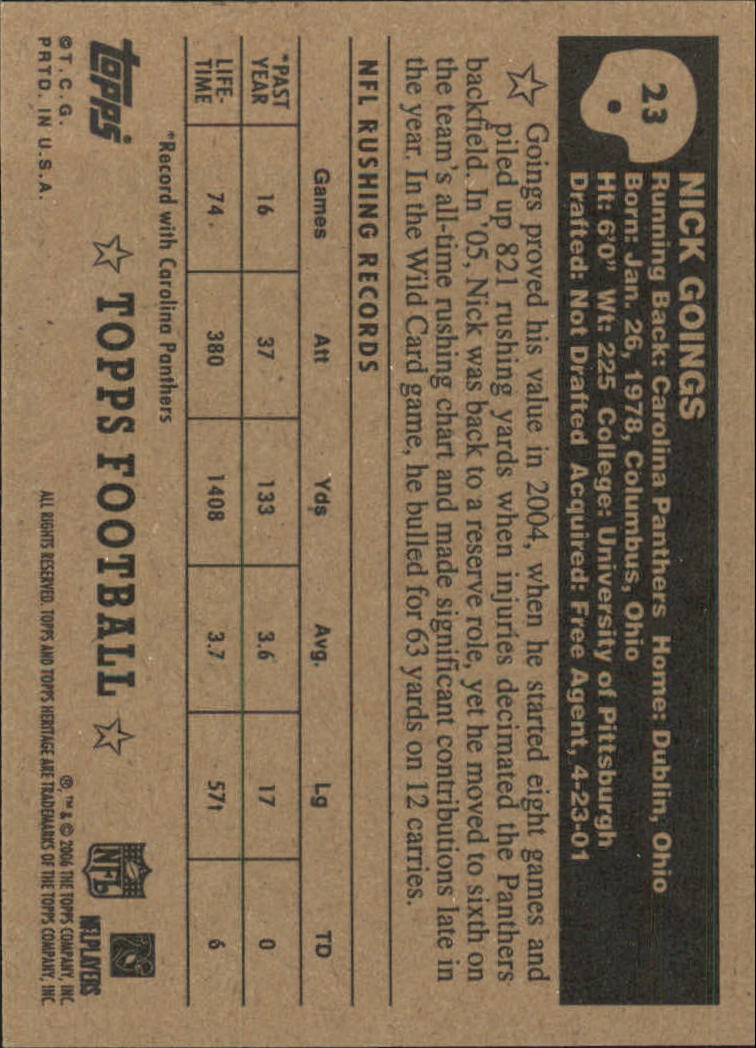 23
NICK GOINGS
Running Back: Carolina Panthers Home: Dublin, Ohio
Born: Jan. 26, 1978, Columbus, Ohio
Ht: 6'0" Wt: 225 College: University of Pittsburgh
Drafted: Not Drafted Acquired: Free Agent, 4-23-01
Goings proved his value in 2004, when he started eight games and
piled up 821 rushing yards when injuries decimated the Panthers
backfield. In '05, Nick was back to a reserve role, yet he moved to sixth on
the team's all-time rushing chart and made significant contributions late in
the year. In the Wild Card game, he bulled for 63 yards on 12 carries.
NFL RUSHING RECORDS
Games Att Yds Avg. Lg TD
*PAST YEAR 16 37 133 3.6 17 0
LIFE-TIME 74 380 1408 3.7 57t 6
*Record with Carolina Panthers
topps® ☆ TOPPS FOOTBALL ☆ NFL NFLPLAYERS
©T.C.G.
PRTD. IN U.S.A.
®, ™ & © 2006 THE TOPPS COMPANY, INC.
ALL RIGHTS RESERVED. TOPPS AND TOPPS HERITAGE ARE TRADEMARKS OF THE TOPPS COMPANY, INC.